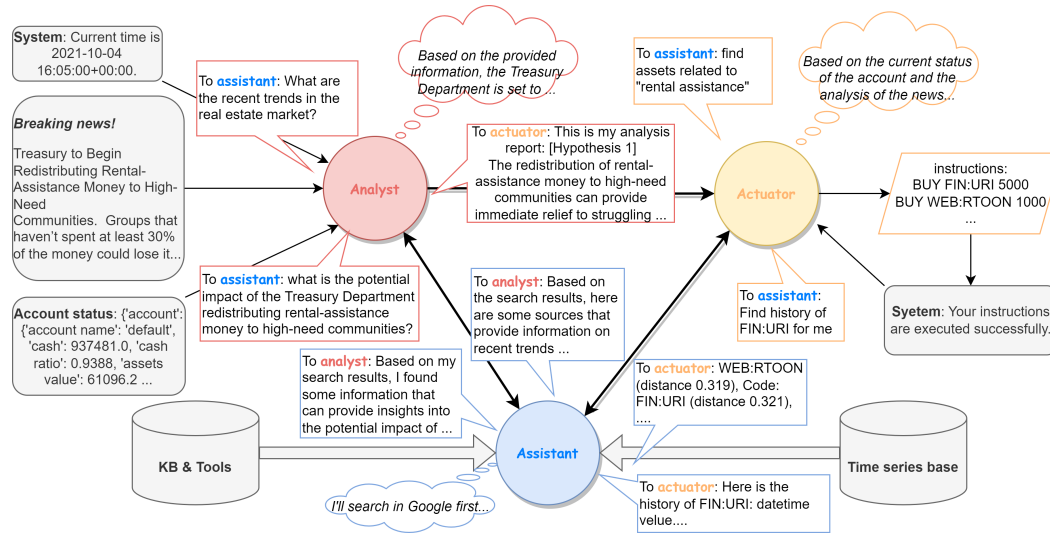 System: Current time is
2021-10-04
16:05:00+00:00.
Breaking news!
Treasury to Begin
Redistributing Rental-
Assistance Money to High-
Need
Communities.  Groups that
haven't spent at least 30%
of the money could lose it...
Account status: {'account':
{'account name': 'default',
'cash': 937481.0, 'cash
ratio': 0.9388, 'assets
value': 61096.2 ...
To assistant: What are
the recent trends in the
real estate market?
Based on the provided
information, the Treasury
Department is set to ...
Analyst
To assistant: what is the potential
impact of the Treasury Department
redistributing rental-assistance
money to high-need communities?
To actuator: This is my analysis
report: [Hypothesis 1]
The redistribution of rental-
assistance money to high-need
communities can provide
immediate relief to struggling ...
To assistant: find
assets related to
"rental assistance"
Based on the current status
of the account and the
analysis of the news...
Actuator
instructions:
BUY FIN:URI 5000
BUY WEB:RTOON 1000
...
To assistant:
Find history of
FIN:URI for me
Syetem: Your instructions
are executed successfully.
To analyst: Based on
the search results, here
are some sources that
provide information on
recent trends ...
To analyst: Based on my
search results, I found
some information that
can provide insights into
the potential impact of ...
To actuator: WEB:RTOON
(distance 0.319), Code:
FIN:URI (distance 0.321),
....
KB & Tools
Assistant
Time series base
I'll search in Google first...
To actuator: Here is the
history of FIN:URI: datetime
velue....